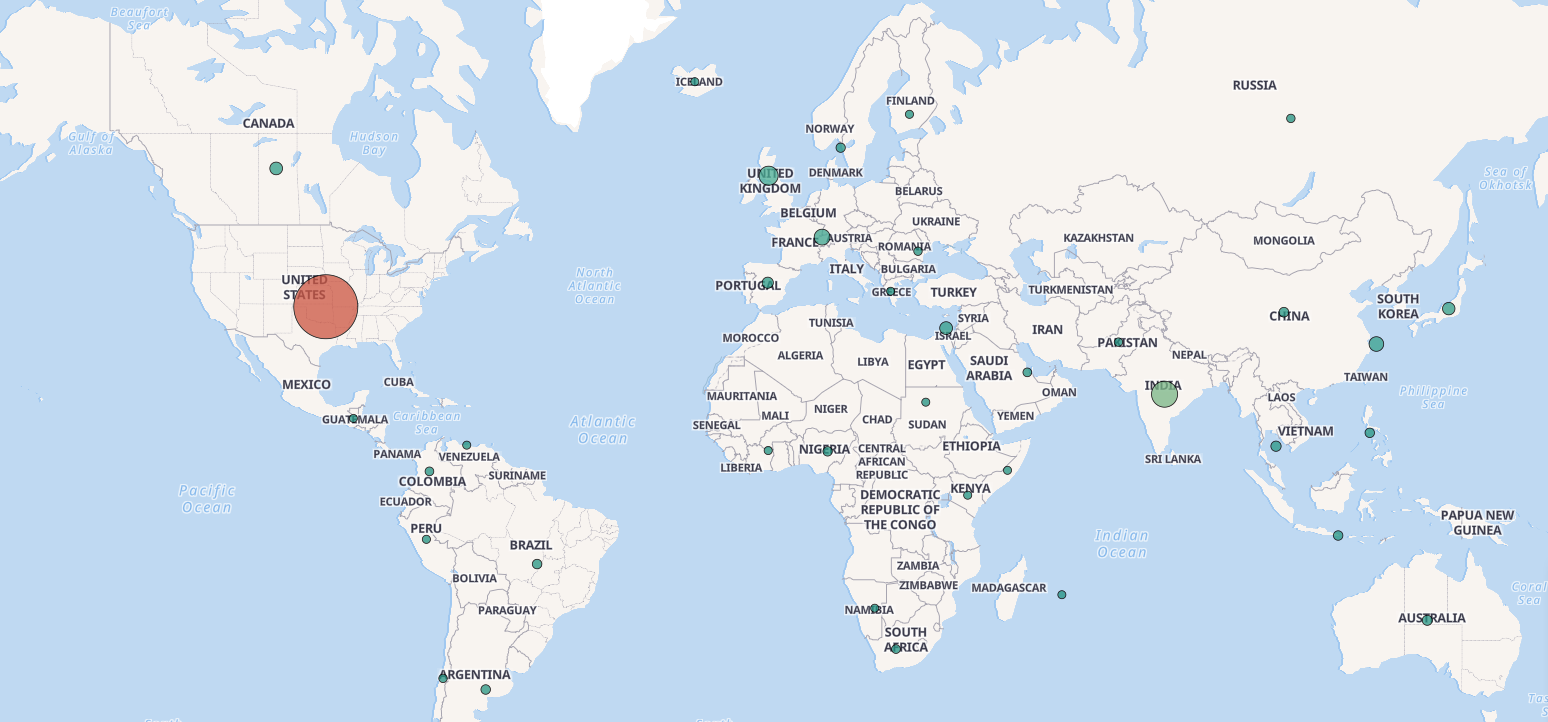 Beaufort
Sea
ICELAND
RUSSIA
FINLAND
CANADA
NORWAY
Gulf of
Alaska
Hudson
Bay
UNITED
KINGDOM
DENMARK
Sea of
Okhotsk
BELARUS
BELGIUM
UKRAINE
FRANCE
AUSTRIA
ROMANIA
KAZAKHSTAN
MONGOLIA
ITALY
BULGARIA
North
Atlantic
Ocean
UNITED
STATES
PORTUGAL
GREECE
TURKEY
TURKMENISTAN
SOUTH
KOREA
CHINA
TUNISIA
SYRIA
IRAN
MOROCCO
ISRAEL
PAKISTAN
ALGERIA
LIBYA
EGYPT
SAUDI
ARABIA
NEPAL
TAIWAN
MEXICO
CUBA
INDIA
Philippine
Sea
MAURITANIA
OMAN
LAOS
NIGER
MALI
CHAD
YEMEN
GUATEMALA
Caribbean
Sea
Atlantic
Ocean
SENEGAL
SUDAN
VIETNAM
PANAMA
VENEZUELA
NIGERIA
CENTRAL
AFRICAN
REPUBLIC
ETHIOPIA
SRI LANKA
LIBERIA
COLOMBIA
SURINAME
KENYA
Pacific
Ocean
ECUADOR
DEMOCRATIC
REPUBLIC OF
THE CONGO
PAPUA NEW
GUINEA
PERU
BRAZIL
Indian
Ocean
ZAMBIA
BOLIVIA
ZIMBABWE
MADAGASCAR
Coral
Sea
PARAGUAY
NAMIBIA
AUSTRALIA
SOUTH
AFRICA
ARGENTINA